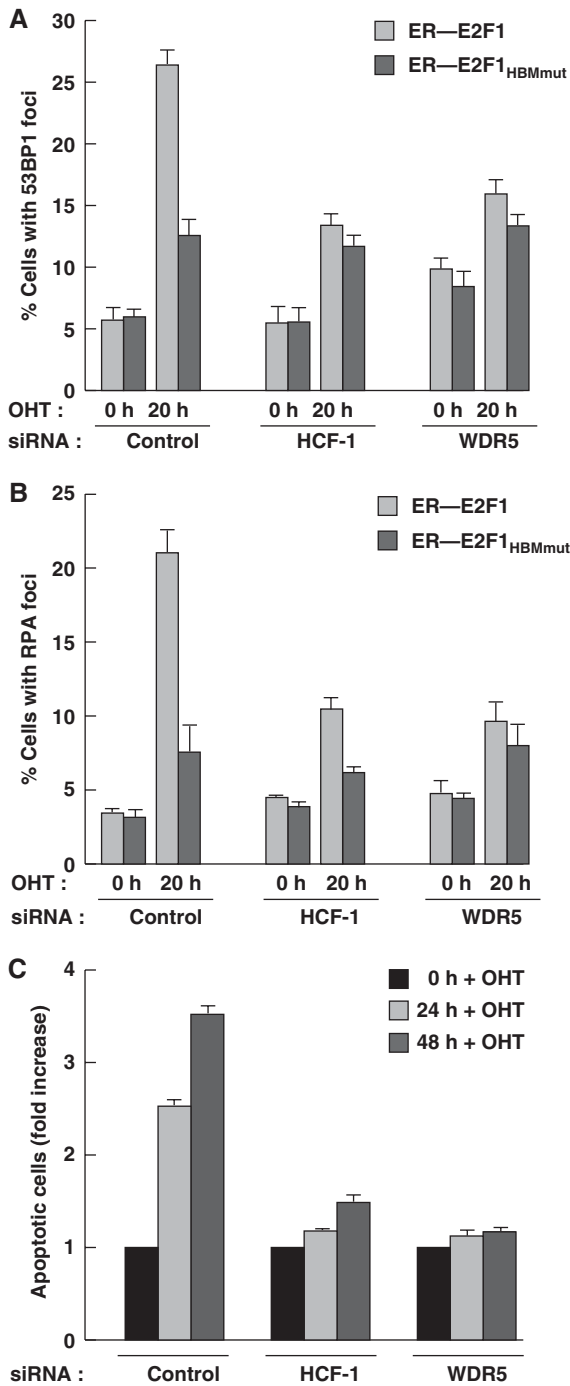 A
30
25
20
15
10
5
0
% Cells with 53BP1 foci
ER—E2F1
ER—E2F1HBMmut
OHT : 0 h 20 h 0 h 20 h 0 h 20 h
siRNA : Control HCF-1 WDR5
B
25
20
15
10
5
0
% Cells with RPA foci
ER—E2F1
ER—E2F1HBMmut
OHT : 0 h 20 h 0 h 20 h 0 h 20 h
siRNA : Control HCF-1 WDR5
C
4
3
2
1
0
Apoptotic cells (fold increase)
0 h + OHT
24 h + OHT
48 h + OHT
siRNA : Control HCF-1 WDR5